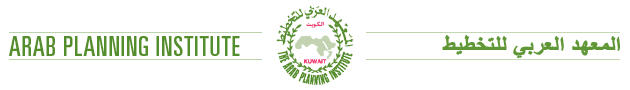 ARAB PLANNING INSTITUTE
المعهد العربي للتخطيط
الكويت
KUWAIT
THE ARAB PLANNING INSTITUTE
المعهد العربي للتخطيط